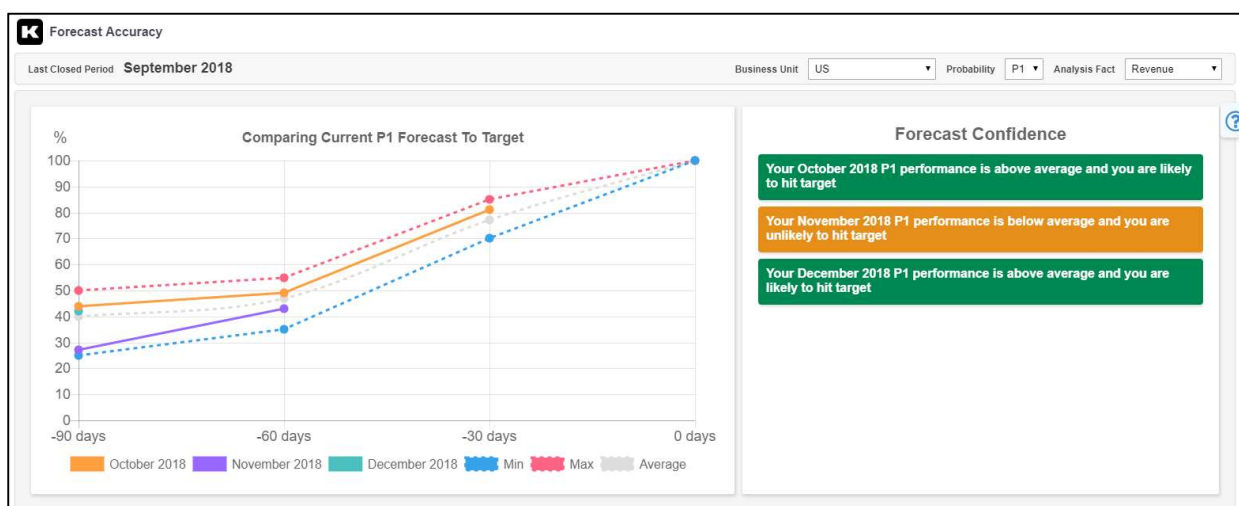 K Forecast Accuracy
Last Closed Period September 2018 Business Unit US Probability P1 Analysis Fact Revenue
% Comparing Current P1 Forecast To Target
100
90
80
70
60
50
40
30
20
10
0
-90 days -60 days -30 days 0 days
October 2018 November 2018 December 2018 Min Max Average
Forecast Confidence
Your October 2018 P1 performance is above average and you are likely
to hit target
Your November 2018 P1 performance is below average and you are
unlikely to hit target
Your December 2018 P1 performance is above average and you are
likely to hit target
?